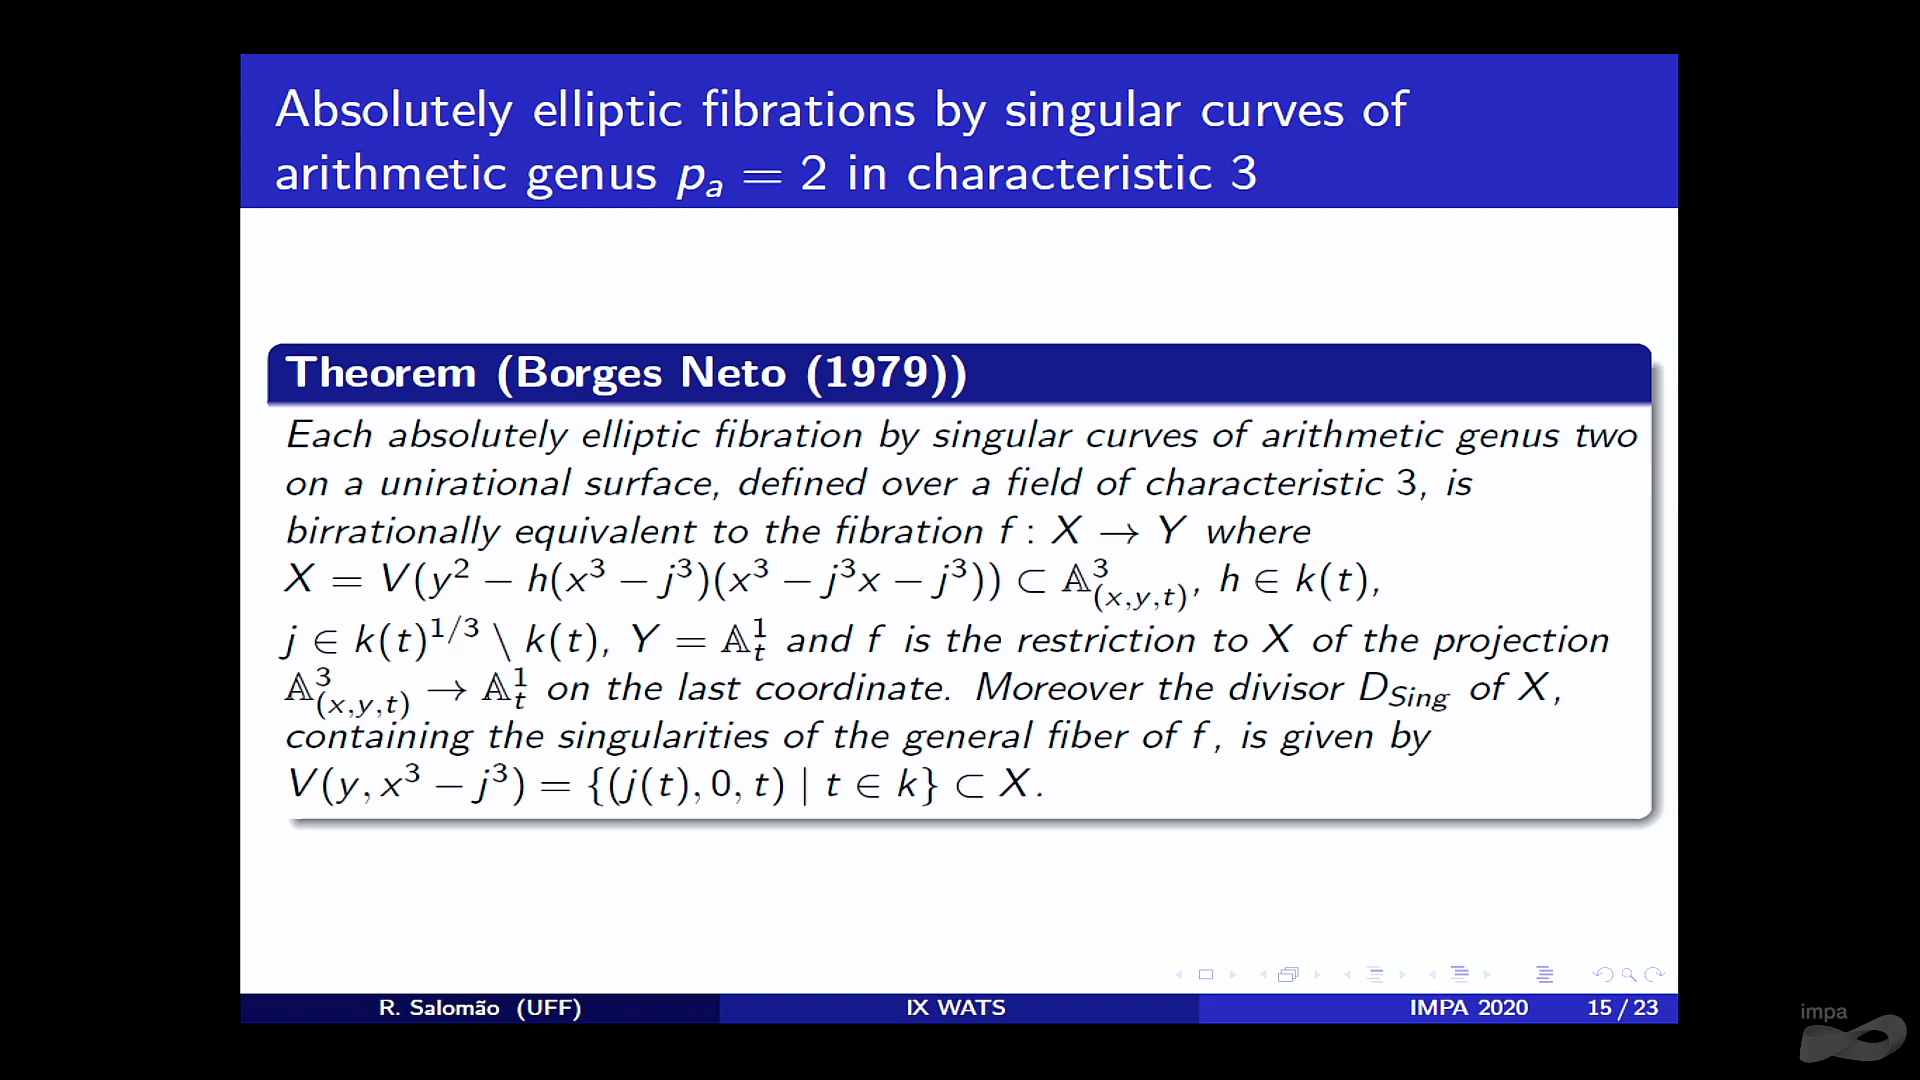 Absolutely elliptic fibrations by singular curves of
arithmetic genus pₐ = 2 in characteristic 3
Theorem (Borges Neto (1979))
Each absolutely elliptic fibration by singular curves of arithmetic genus two
on a unirational surface, defined over a field of characteristic 3, is
birrationally equivalent to the fibration f : X → Y where
X = V(y² − h(x³ − j³)(x³ − j³x − j³)) ⊂ 𝔸³_(x,y,t), h ∈ k(t),
j ∈ k(t)^{1/3} \ k(t), Y = 𝔸¹_t and f is the restriction to X of the projection
𝔸³_(x,y,t) → 𝔸¹_t on the last coordinate. Moreover the divisor D_Sing of X,
containing the singularities of the general fiber of f, is given by
V(y, x³ − j³) = {(j(t), 0, t) | t ∈ k} ⊂ X.
R. Salomão (UFF) IX WATS IMPA 2020 15 / 23
impa